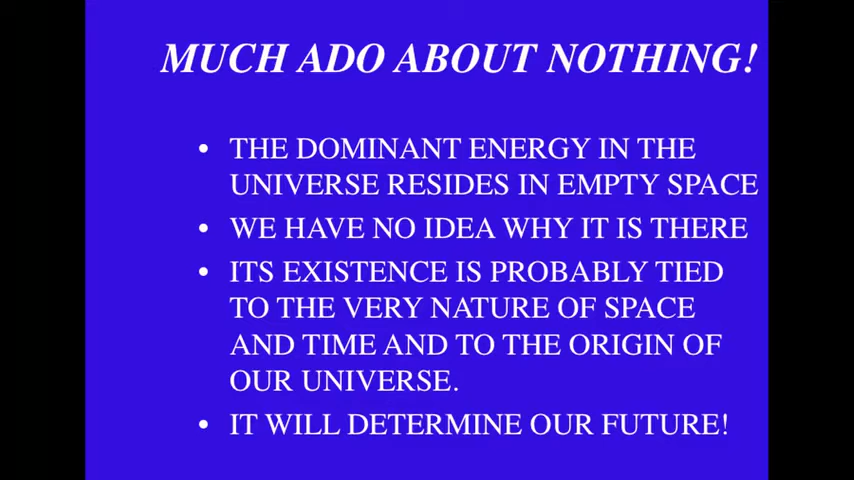 MUCH ADO ABOUT NOTHING!
• THE DOMINANT ENERGY IN THE
UNIVERSE RESIDES IN EMPTY SPACE
• WE HAVE NO IDEA WHY IT IS THERE
• ITS EXISTENCE IS PROBABLY TIED
TO THE VERY NATURE OF SPACE
AND TIME AND TO THE ORIGIN OF
OUR UNIVERSE.
• IT WILL DETERMINE OUR FUTURE!